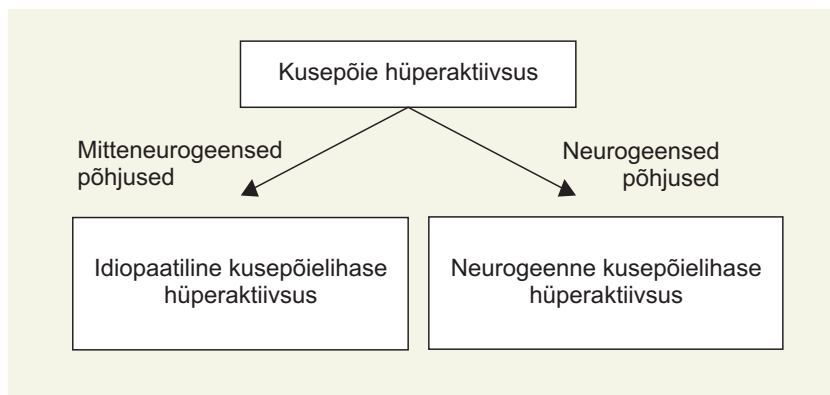 Kusepõie hüperaktiivsus
Mitteneurogeensed
põhjused
Neurogeensed
põhjused
Idiopaatiline kusepõielihase
hüperaktiivsus
Neurogeenne kusepõielihase
hüperaktiivsus